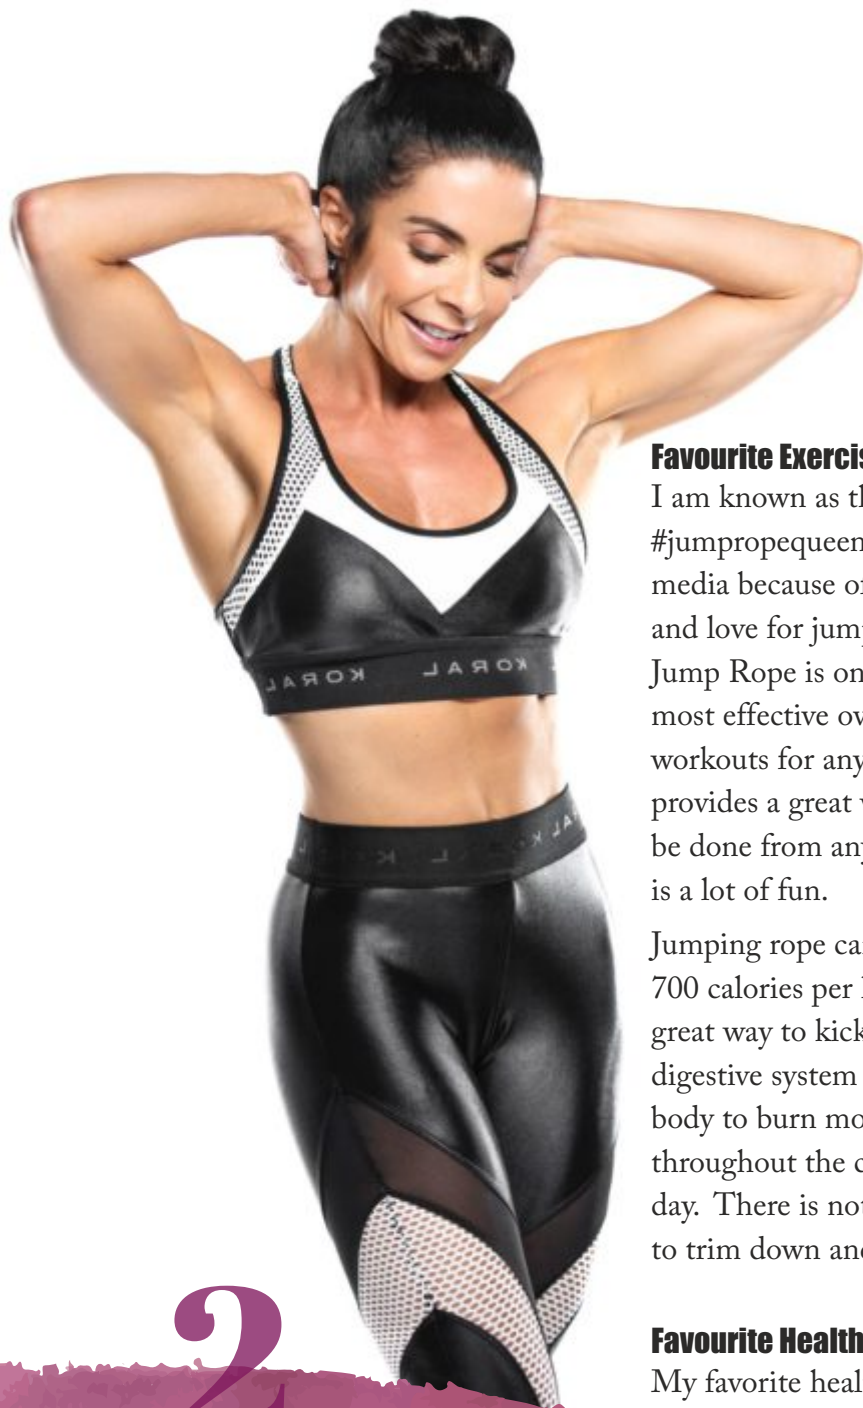 KORAL KORAL
KORAL
Favourite Exercis
I am known as th
#jumpropequeen
media because of
and love for jump
Jump Rope is on
most effective ov
workouts for any
provides a great
be done from any
is a lot of fun.
Jumping rope can
700 calories per
great way to kick
digestive system
body to burn mo
throughout the
day. There is not
to trim down and
Favourite Health
My favorite heal
2